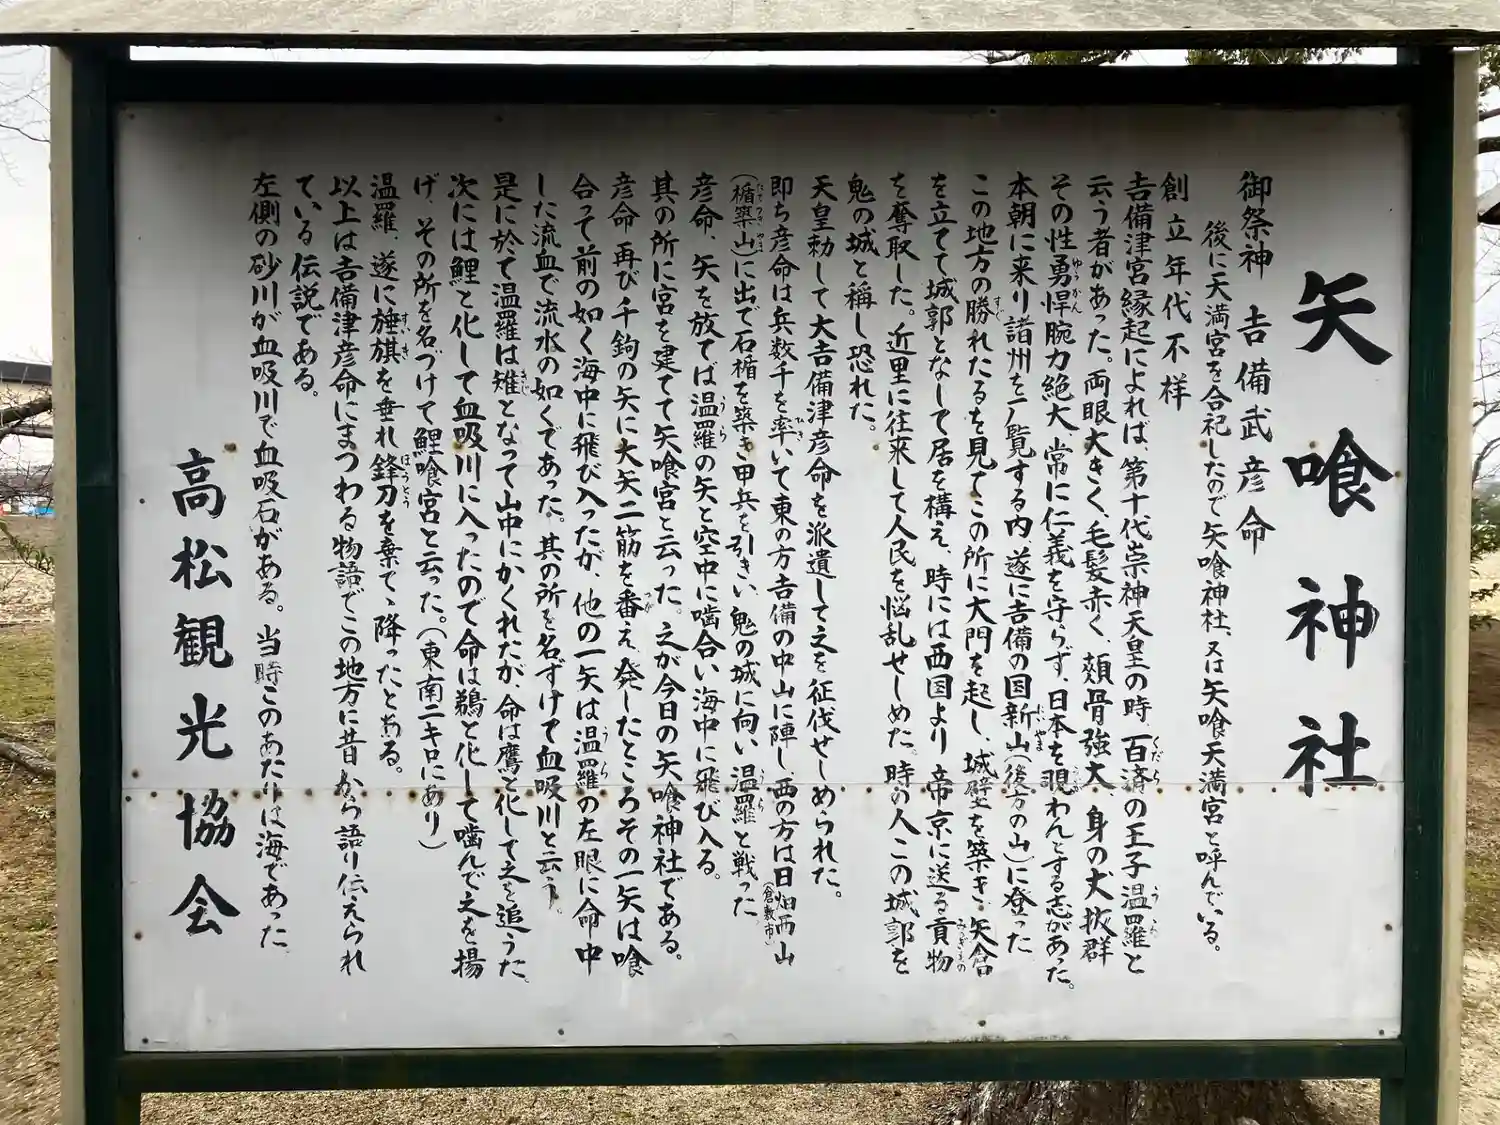 矢喰神社
御祭神 吉備武彦命
後に天満宮を合祀したので矢喰神社、又は矢喰天満宮と呼んでいる。
創立年代不祥
吉備津宮縁起によれば、第十代崇神天皇の時、百済の王子温羅と
云う者があった。両眼大きく、毛髪赤く、頬骨強大、身の犬抜群
その性勇悍腕力絶大、常に仁義を守らず、日本を覗わんとする志があった。
本朝に来り諸州を一覧する内、遂に吉備の国新山(後方の山)に登った
この地方の勝れたるを見てこの所に大門を起し、城壁を築き、矢倉
を立てて城郭となして居を構え、時には西国より帝京に送る貢物
を奪取した。近里に往来して人民を悩乱せしめた。時の人この城郭を
鬼の城と稱し恐れた。
天皇勅して大吉備津彦命を派遺して之を征伐せしめられた。
即ち彦命は兵数千を率いて東の方吉備の中山に陣し、西の方は日畑西山(倉敷市)
(楯築山)に出で石楯を築き甲兵を引きい、鬼の城に向い、温羅と戦った
彦命、矢を放てば温羅の矢と空中に噛合い海中に飛び入る。
其の所に宮を建てて矢喰宮と云った。之が今日の矢喰神社である。
彦命 再び千鈞の矢に大矢二筋を番え、発したところその一矢は喰
合って前の如く海中に飛び入ったが、他の一矢は温羅の左眼に命中
した流血で流水の如くであった。其の所を名ずけて血吸川と云う。
是に於て温羅は雉となって山中にかくれたが、命は鷹と化して之を追うた。
次には鯉と化して血吸川に入ったので命は鵜と化して噛んで之を揚
げ、その所を名づけて鯉喰宮と云った。(東南二キロにあり)
温羅、遂に旗を垂れ鋒刀を棄てゝ降ったとある。
以上は吉備津彦命にまつわる物語でこの地方に昔から語り伝えられ
ている伝説である。
左側の砂川が血吸川で血吸石がある。当時このあたりは海であった。
高松観光協会